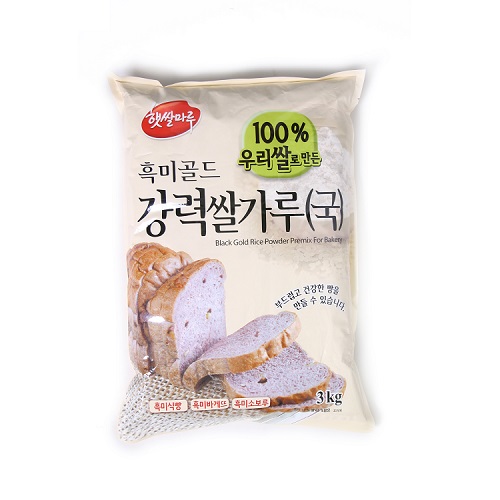 햇쌀마루
100%
우리쌀로만든
흑미골드
강력쌀가루(국)
Black Gold Rice Powder Premix For Bakery
부드럽고 건강한 빵을
만들 수 있습니다.
흑미식빵 흑미바게뜨 흑미소보루
3kg